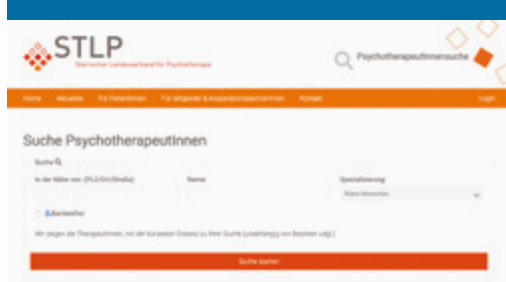 STLP
Steirischer Landesverband für Psychotherapie
PsychotherapeutInnensuche
Home Aktuelles Für PatientInnen Für Mitglieder & KooperationspartnerInnen Kontakt Login
Suche PsychotherapeutInnen
Suche
In der Nähe von: (PLZ/Ort/Straße) Name: Spezialisierung:
Ältere Menschen
Barrierefrei
Wir zeigen die TherapeutInnen, mit der kürzesten Distanz zu Ihrer Suche (unabhängig von Bezirken udgl.)
Suche starten